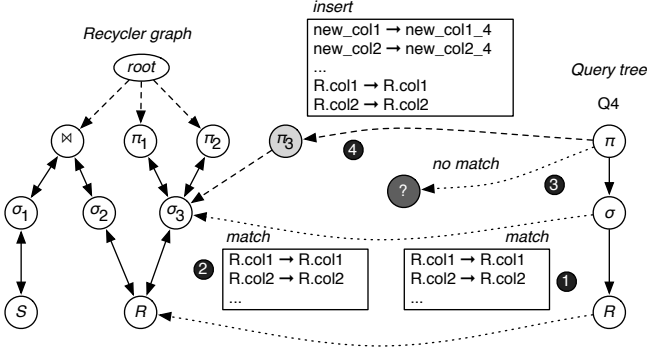 insert
new_col1 → new_col1_4
new_col2 → new_col2_4
...
R.col1 → R.col1
R.col2 → R.col2
Recycler graph
root
Query tree
Q4
⋈
π1
π2
π3
4
π
no match
3
?
σ1
σ2
σ3
σ
match
2
R.col1 → R.col1
R.col2 → R.col2
...
match
R.col1 → R.col1
R.col2 → R.col2
...
1
S
R
R